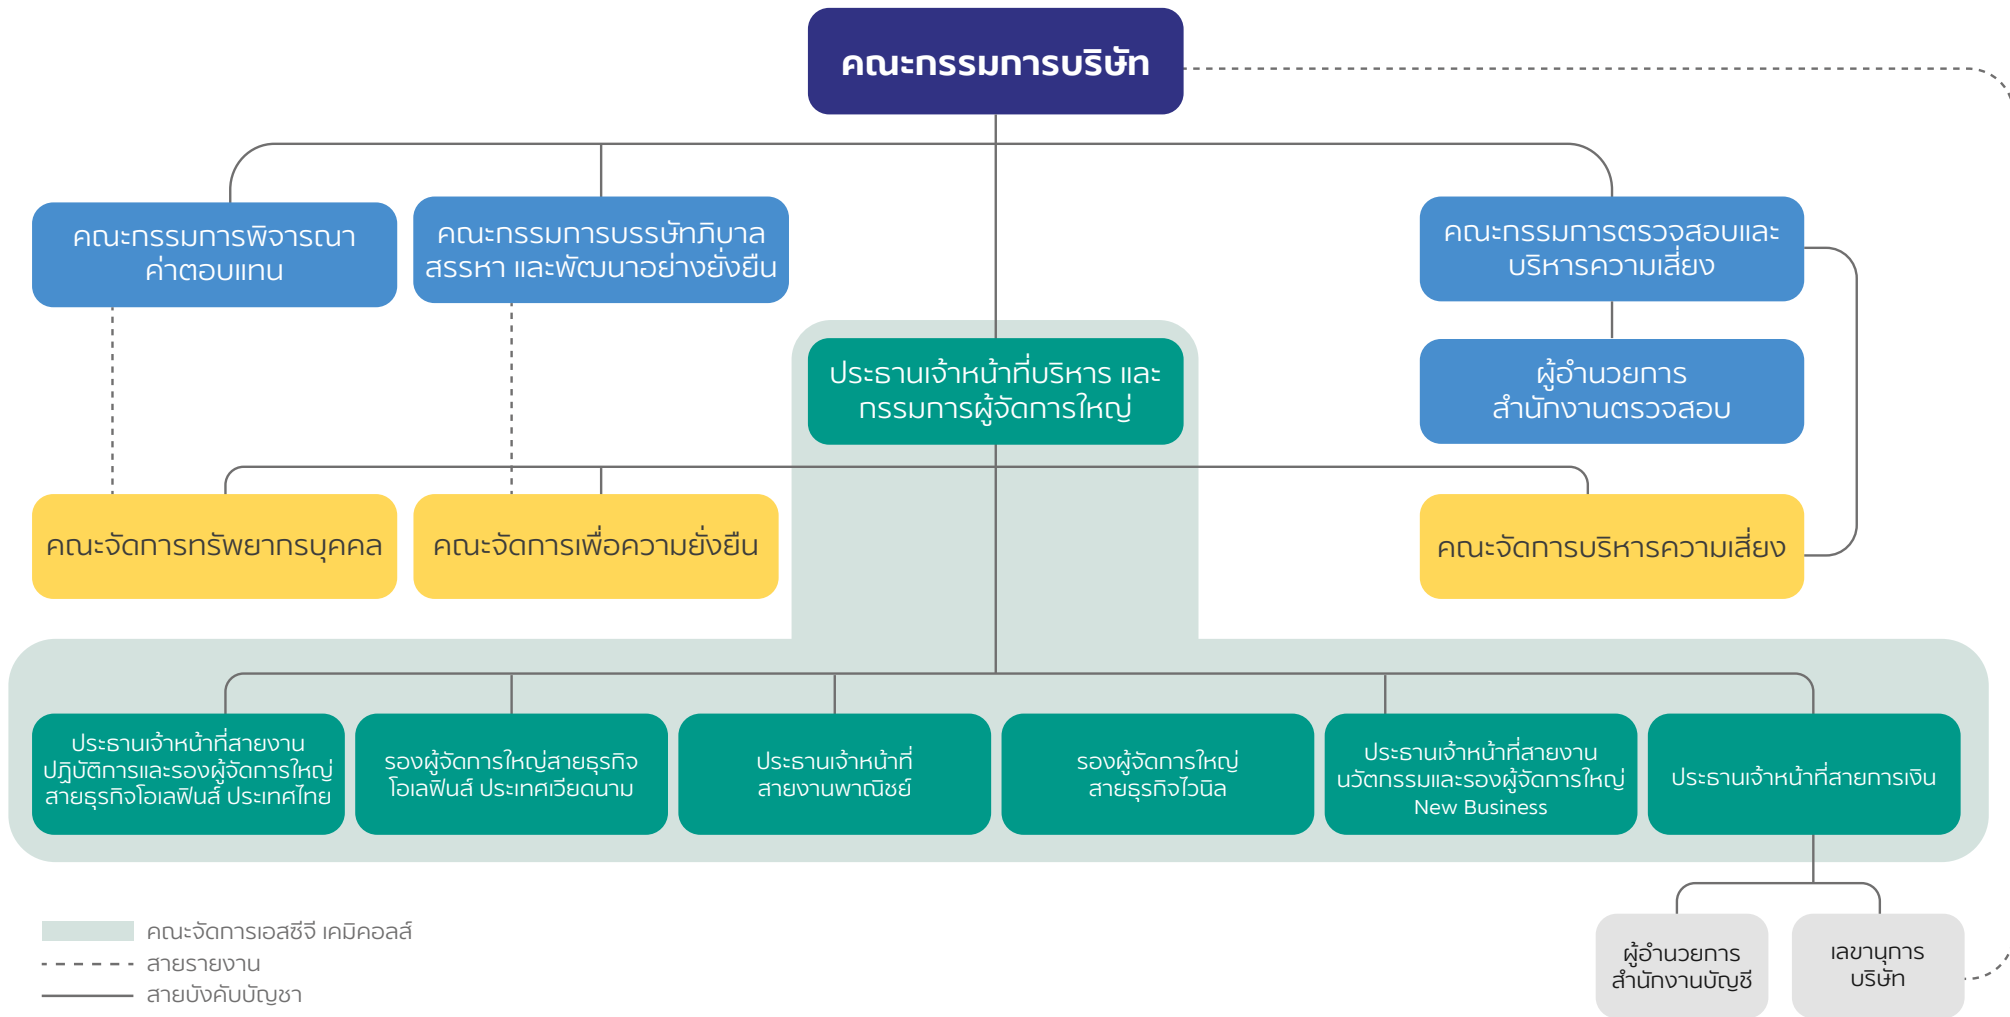 คณะกรรมการบริษัท
คณะกรรมการพิจารณา
ค่าตอบแทน
คณะกรรมการบรรษัทภิบาล
สรรหา และพัฒนาอย่างยั่งยืน
คณะกรรมการตรวจสอบและ
บริหารความเสี่ยง
ประธานเจ้าหน้าที่บริหาร และ
กรรมการผู้จัดการใหญ่
ผู้อำนวยการ
สำนักงานตรวจสอบ
คณะจัดการทรัพยากรบุคคล
คณะจัดการเพื่อความยั่งยืน
คณะจัดการบริหารความเสี่ยง
ประธานเจ้าหน้าที่สายงาน
ปฏิบัติการและรองผู้จัดการใหญ่
สายธุรกิจโอเลฟินส์ ประเทศไทย
รองผู้จัดการใหญ่สายธุรกิจ
โอเลฟินส์ ประเทศเวียดนาม
ประธานเจ้าหน้าที่
สายงานพาณิชย์
รองผู้จัดการใหญ่
สายธุรกิจไวนิล
ประธานเจ้าหน้าที่สายงาน
นวัตกรรมและรองผู้จัดการใหญ่
New Business
ประธานเจ้าหน้าที่สายการเงิน
ผู้อำนวยการ
สำนักงานบัญชี
เลขานุการ
บริษัท
คณะจัดการเอสซีจี เคมิคอลส์
สายรายงาน
สายบังคับบัญชา